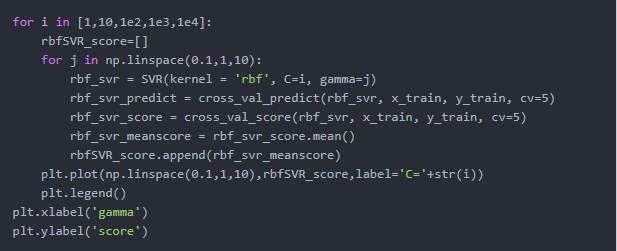 for i in [1,10,1e2,1e3,1e4]:
    rbfSVR_score=[]
    for j in np.linspace(0.1,1,10):
        rbf_svr = SVR(kernel = 'rbf', C=i, gamma=j)
        rbf_svr_predict = cross_val_predict(rbf_svr, x_train, y_train, cv=5)
        rbf_svr_score = cross_val_score(rbf_svr, x_train, y_train, cv=5)
        rbf_svr_meanscore = rbf_svr_score.mean()
        rbfSVR_score.append(rbf_svr_meanscore)
    plt.plot(np.linspace(0.1,1,10),rbfSVR_score,label='C='+str(i))
    plt.legend()
plt.xlabel('gamma')
plt.ylabel('score')